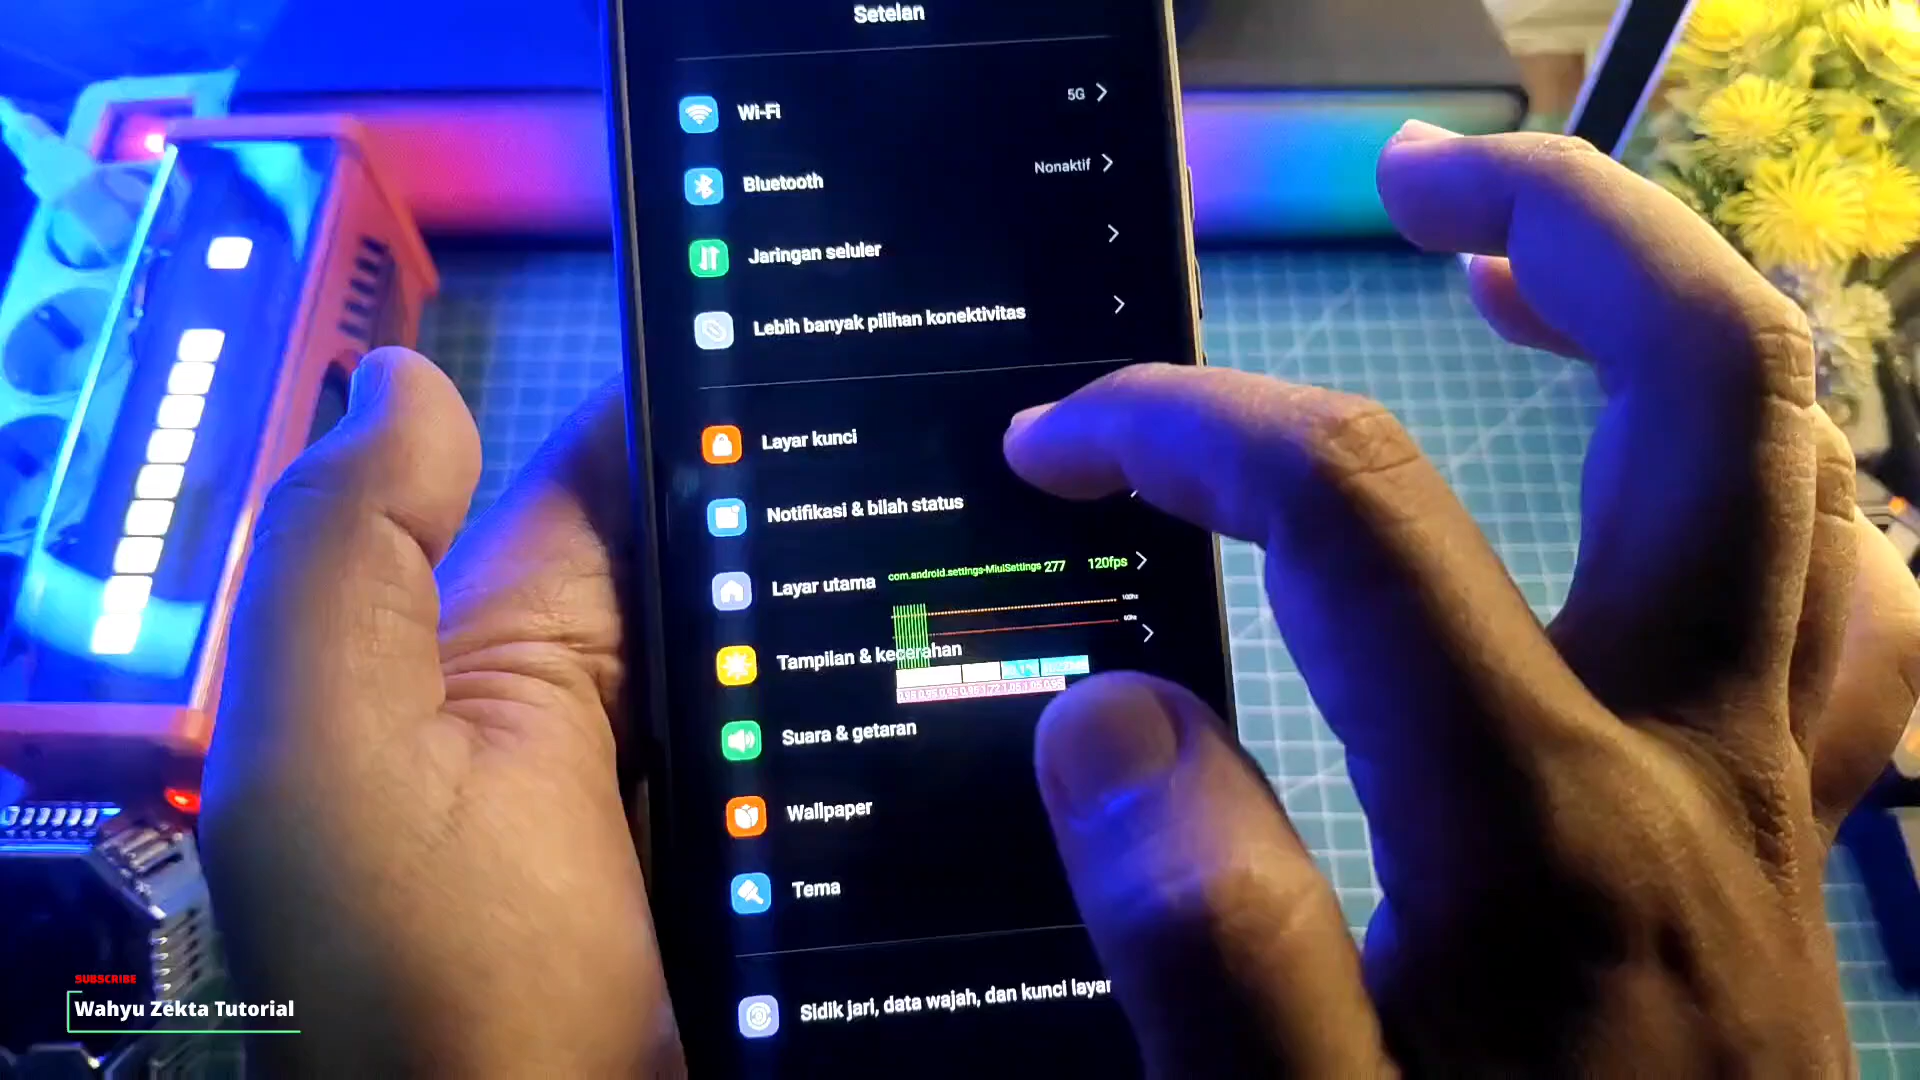 Setelan
Wi-Fi 5G
Bluetooth Nonaktif
Jaringan seluler
Lebih banyak pilihan konektivitas
Layar kunci
Notifikasi & bilah status
Layar utama com.android.settings-MiuiSettings 277 120fps
Tampilan & kecerahan
Suara & getaran
Wallpaper
Tema
Sidik jari, data wajah, dan kunci layar
SUBSCRIBE
Wahyu Zekta Tutorial